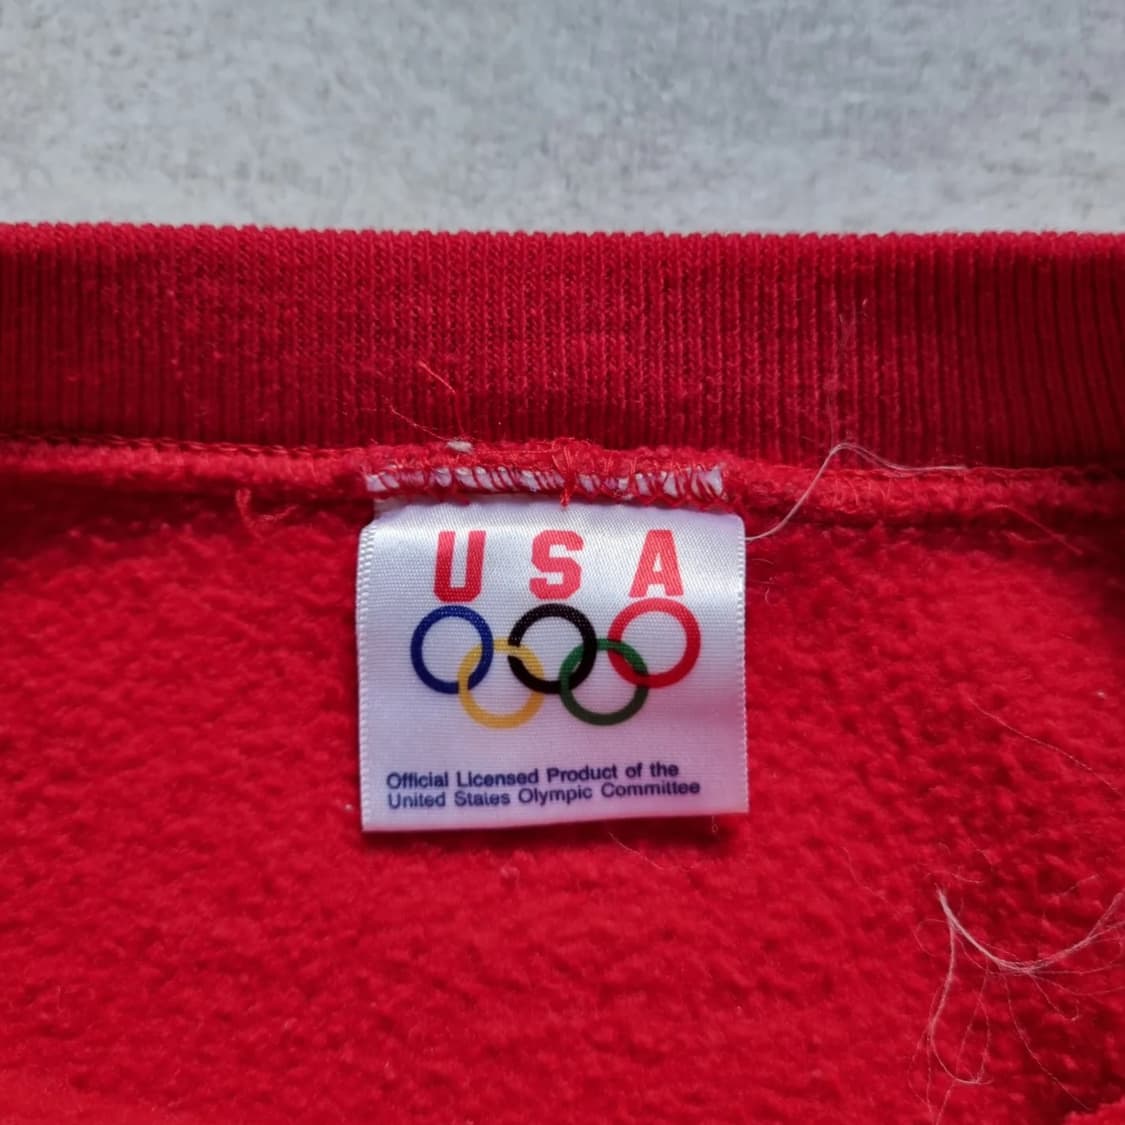 USA
Official Licensed Product of the
United States Olympic Committee